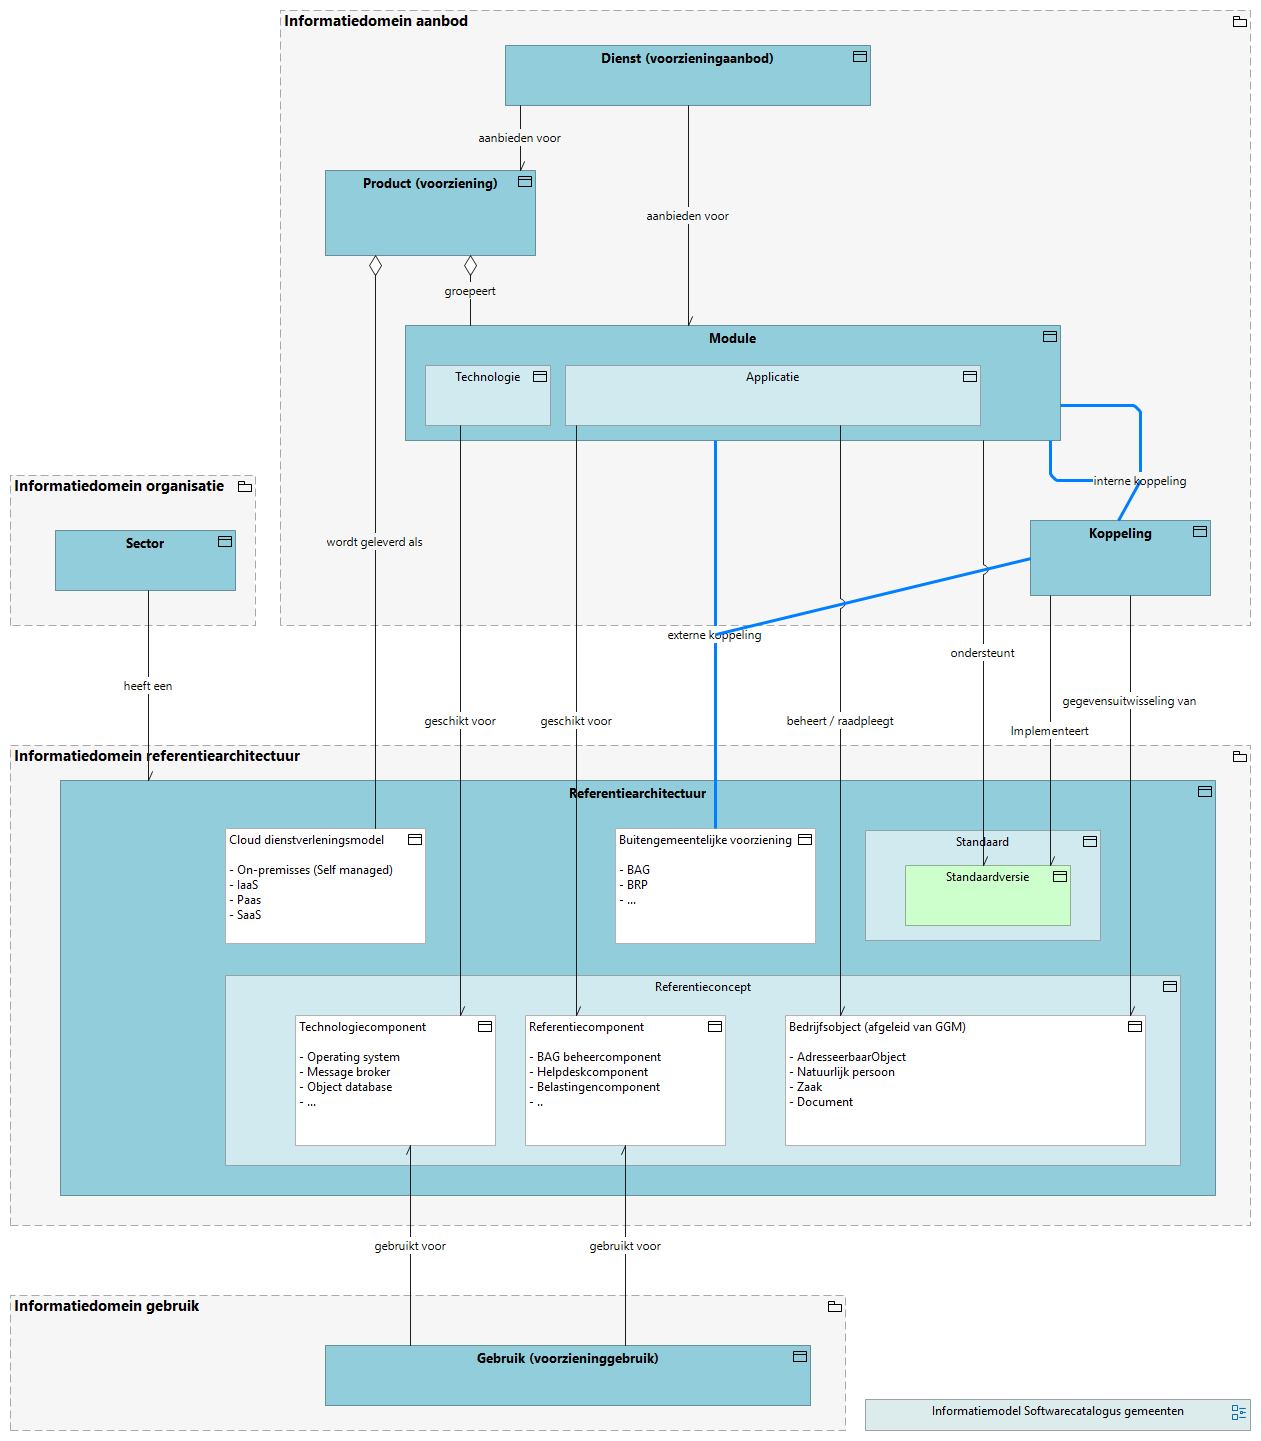 Informatiedomein aanbod
Dienst (voorzieningaanbod)
aanbieden voor
Product (voorziening)
aanbieden voor
groepeert
Module
Technologie
Applicatie
interne koppeling
Informatiedomein organisatie
Sector
Koppeling
wordt geleverd als
externe koppeling
ondersteunt
heeft een
gegevensuitwisseling van
geschikt voor
geschikt voor
beheert / raadpleegt
Implementeert
Informatiedomein referentiearchitectuur
Referentiearchitectuur
Cloud dienstverleningsmodel
- On-premisses (Self managed)
- IaaS
- Paas
- SaaS
Buitengemeentelijke voorziening
- BAG
- BRP
- ...
Standaard
Standaardversie
Referentieconcept
Technologiecomponent
- Operating system
- Message broker
- Object database
- ...
Referentiecomponent
- BAG beheercomponent
- Helpdeskcomponent
- Belastingencomponent
- ..
Bedrijfsobject (afgeleid van GGM)
- AdresseerbaarObject
- Natuurlijk persoon
- Zaak
- Document
gebruikt voor
gebruikt voor
Informatiedomein gebruik
Gebruik (voorzieninggebruik)
Informatiemodel Softwarecatalogus gemeenten